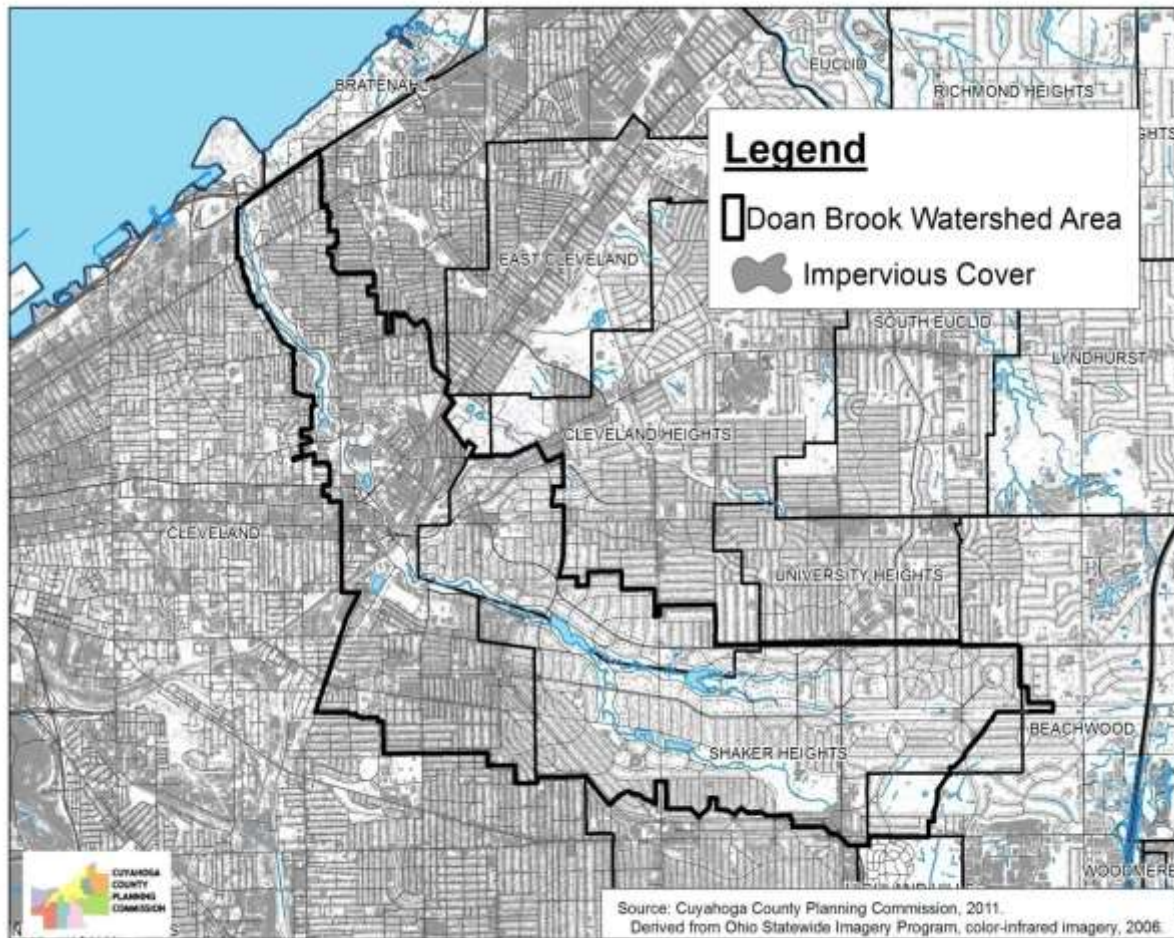 BRATENAHL
EUCLID
RICHMOND HEIGHTS
Legend
Doan Brook Watershed Area
Impervious Cover
EAST CLEVELAND
SOUTH EUCLID
LYNDHURST
CLEVELAND HEIGHTS
CLEVELAND
UNIVERSITY HEIGHTS
BEACHWOOD
SHAKER HEIGHTS
CUYAHOGA
COUNTY
PLANNING
COMMISSION
Source: Cuyahoga County Planning Commission, 2011.
Derived from Ohio Statewide Imagery Program, color-infrared imagery, 2006.